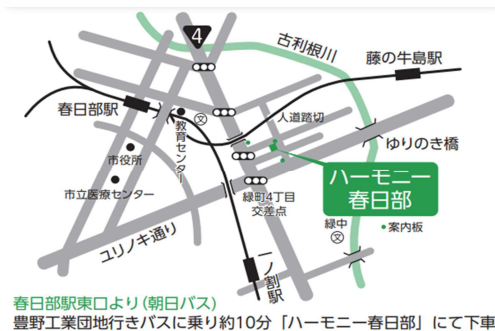 4
古利根川
藤の牛島駅
春日部駅
人道踏切
教育センター
文
ゆりのき橋
市役所
市立医療センター
ハーモニー
春日部
緑町4丁目
交差点
緑中
文
案内板
ユリノキ通り
一ノ割駅
春日部駅東口より(朝日バス)
豊野工業団地行きバスに乗り約10分「ハーモニー春日部」にて下車